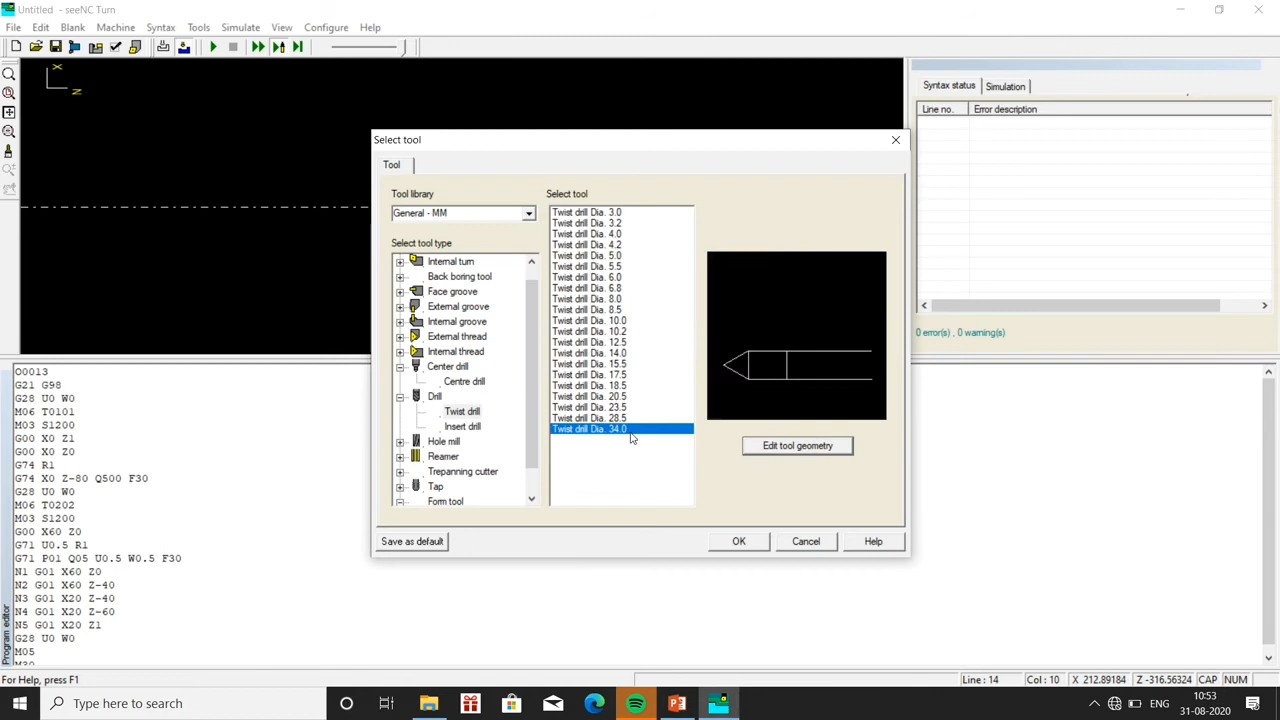 Untitled - seeNC Turn
File Edit Blank Machine Syntax Tools Simulate View Configure Help
X
Z
Syntax status Simulation
Line no. Error description
0 error(s) , 0 warning(s)
Select tool
Tool
Tool library
General - MM
Select tool type
Internal turn
Back boring tool
Face groove
External groove
Internal groove
External thread
Internal thread
Center drill
Centre drill
Drill
Twist drill
Insert drill
Hole mill
Reamer
Trepanning cutter
Tap
Form tool
Select tool
Twist drill Dia. 3.0
Twist drill Dia. 3.2
Twist drill Dia. 4.0
Twist drill Dia. 4.2
Twist drill Dia. 5.0
Twist drill Dia. 5.5
Twist drill Dia. 6.0
Twist drill Dia. 6.8
Twist drill Dia. 8.0
Twist drill Dia. 8.5
Twist drill Dia. 10.0
Twist drill Dia. 10.2
Twist drill Dia. 12.5
Twist drill Dia. 14.0
Twist drill Dia. 15.5
Twist drill Dia. 17.5
Twist drill Dia. 18.5
Twist drill Dia. 20.5
Twist drill Dia. 23.5
Twist drill Dia. 28.5
Twist drill Dia. 34.0
Edit tool geometry
Save as default OK Cancel Help
O0013
G21 G98
G28 U0 W0
M06 T0101
M03 S1200
G00 X0 Z1
G00 X0 Z0
G74 R1
G74 X0 Z-80 Q500 F30
G28 U0 W0
M06 T0202
M03 S1200
G00 X60 Z0
G71 U0.5 R1
G71 P01 Q05 U0.5 W0.5 F30
N1 G01 X60 Z0
N2 G01 X60 Z-40
N3 G01 X20 Z-40
N4 G01 X20 Z-60
N5 G01 X20 Z1
G28 U0 W0
M05
M30
Program editor
For Help, press F1
Line : 14 Col : 10 X 212.89184 Z -316.56324 CAP NUM
Type here to search
ENG
10:53
31-08-2020